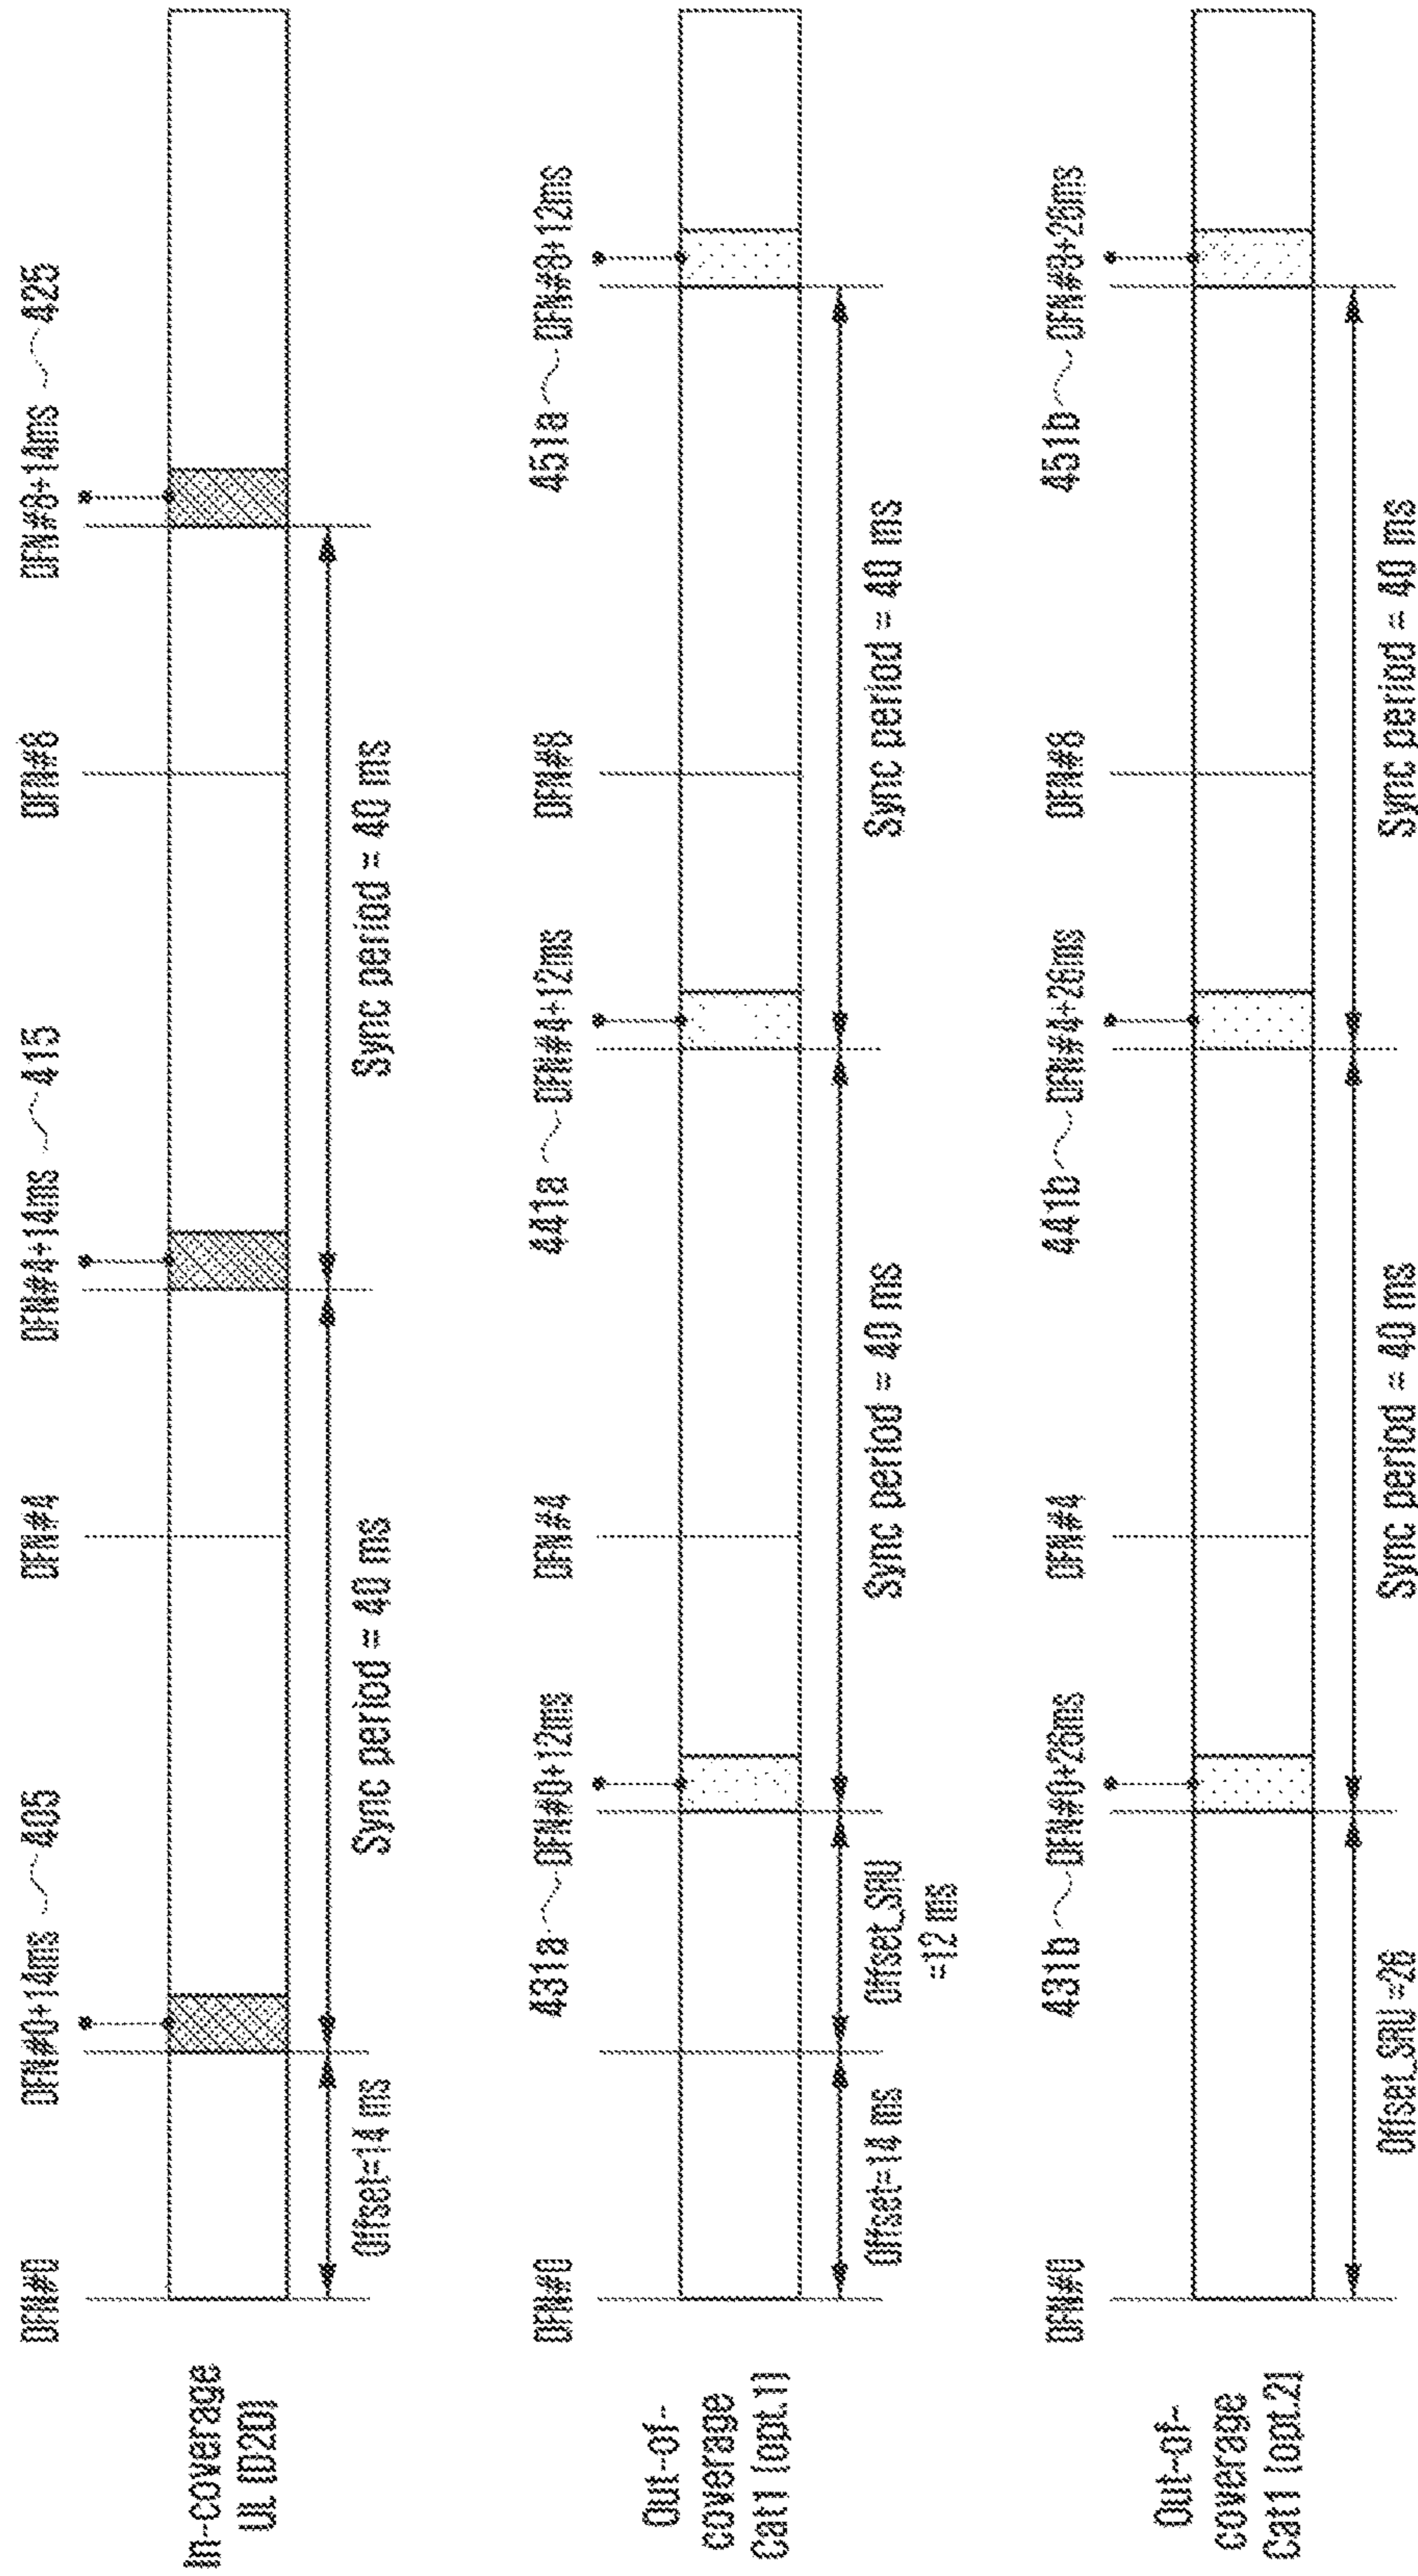 In-coverage
UL (D2D)
DFN#0
DFN#0+14ms
405
DFN#4
DFN#4+14ms
415
DFN#8
DFN#8+14ms
425
Offset=14 ms
Sync period = 40 ms
Sync period = 40 ms
Out-of-
coverage
Cat1 (opt.1)
DFN#0
431a
DFN#0+12ms
DFN#4
441a
DFN#4+12ms
DFN#8
451a
DFN#8+12ms
Offset=14 ms
Offset_SRU
=12 ms
Sync period = 40 ms
Sync period = 40 ms
Out-of-
coverage
Cat1 (opt.2)
DFN#0
431b
DFN#0+26ms
DFN#4
441b
DFN#4+26ms
DFN#8
451b
DFN#8+26ms
Offset_SRU =26
Sync period = 40 ms
Sync period = 40 ms